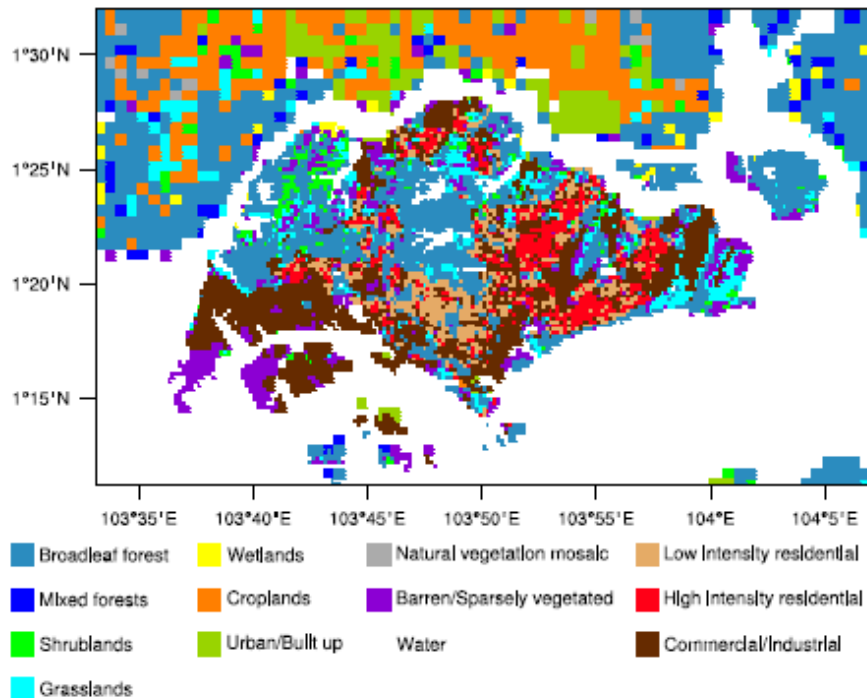 1°30'N
1°25'N
1°20'N
1°15'N
103°35'E 103°40'E 103°45'E 103°50'E 103°55'E 104°E 104°5'E
Broadleaf forest Wetlands Natural vegetation mosaic Low Intensity residential
Mixed forests Croplands Barren/Sparsely vegetated High Intensity residential
Shrublands Urban/Built up Water Commercial/Industrial
Grasslands